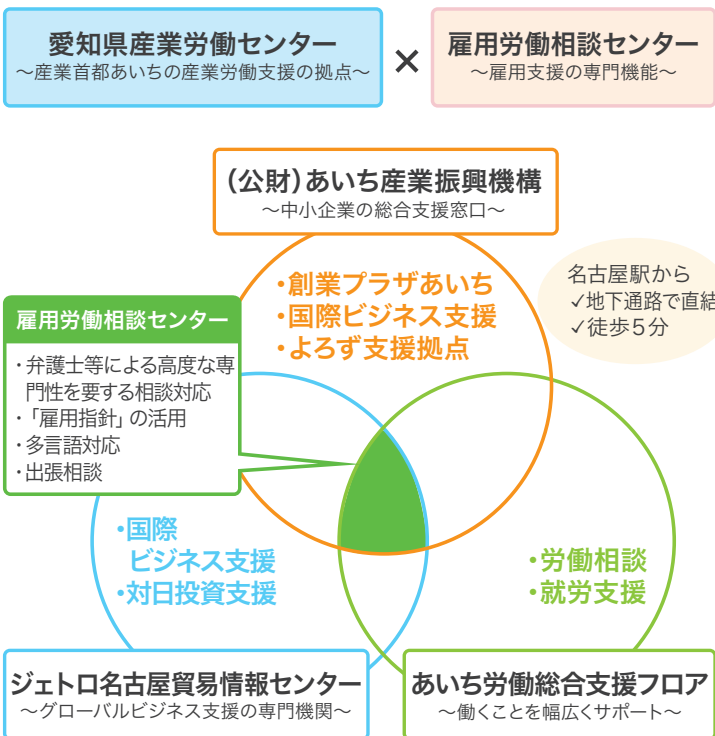 愛知県産業労働センター
～産業首都あいちの産業労働支援の拠点～
×
雇用労働相談センター
～雇用支援の専門機能～
(公財)あいち産業振興機構
～中小企業の総合支援窓口～
・創業プラザあいち
・国際ビジネス支援
・よろず支援拠点
名古屋駅から
✓地下通路で直結
✓徒歩5分
雇用労働相談センター
・弁護士等による高度な専
門性を要する相談対応
・「雇用指針」の活用
・多言語対応
・出張相談
・国際
ビジネス支援
・対日投資支援
・労働相談
・就労支援
ジェトロ名古屋貿易情報センター
～グローバルビジネス支援の専門機関～
あいち労働総合支援フロア
～働くことを幅広くサポート～